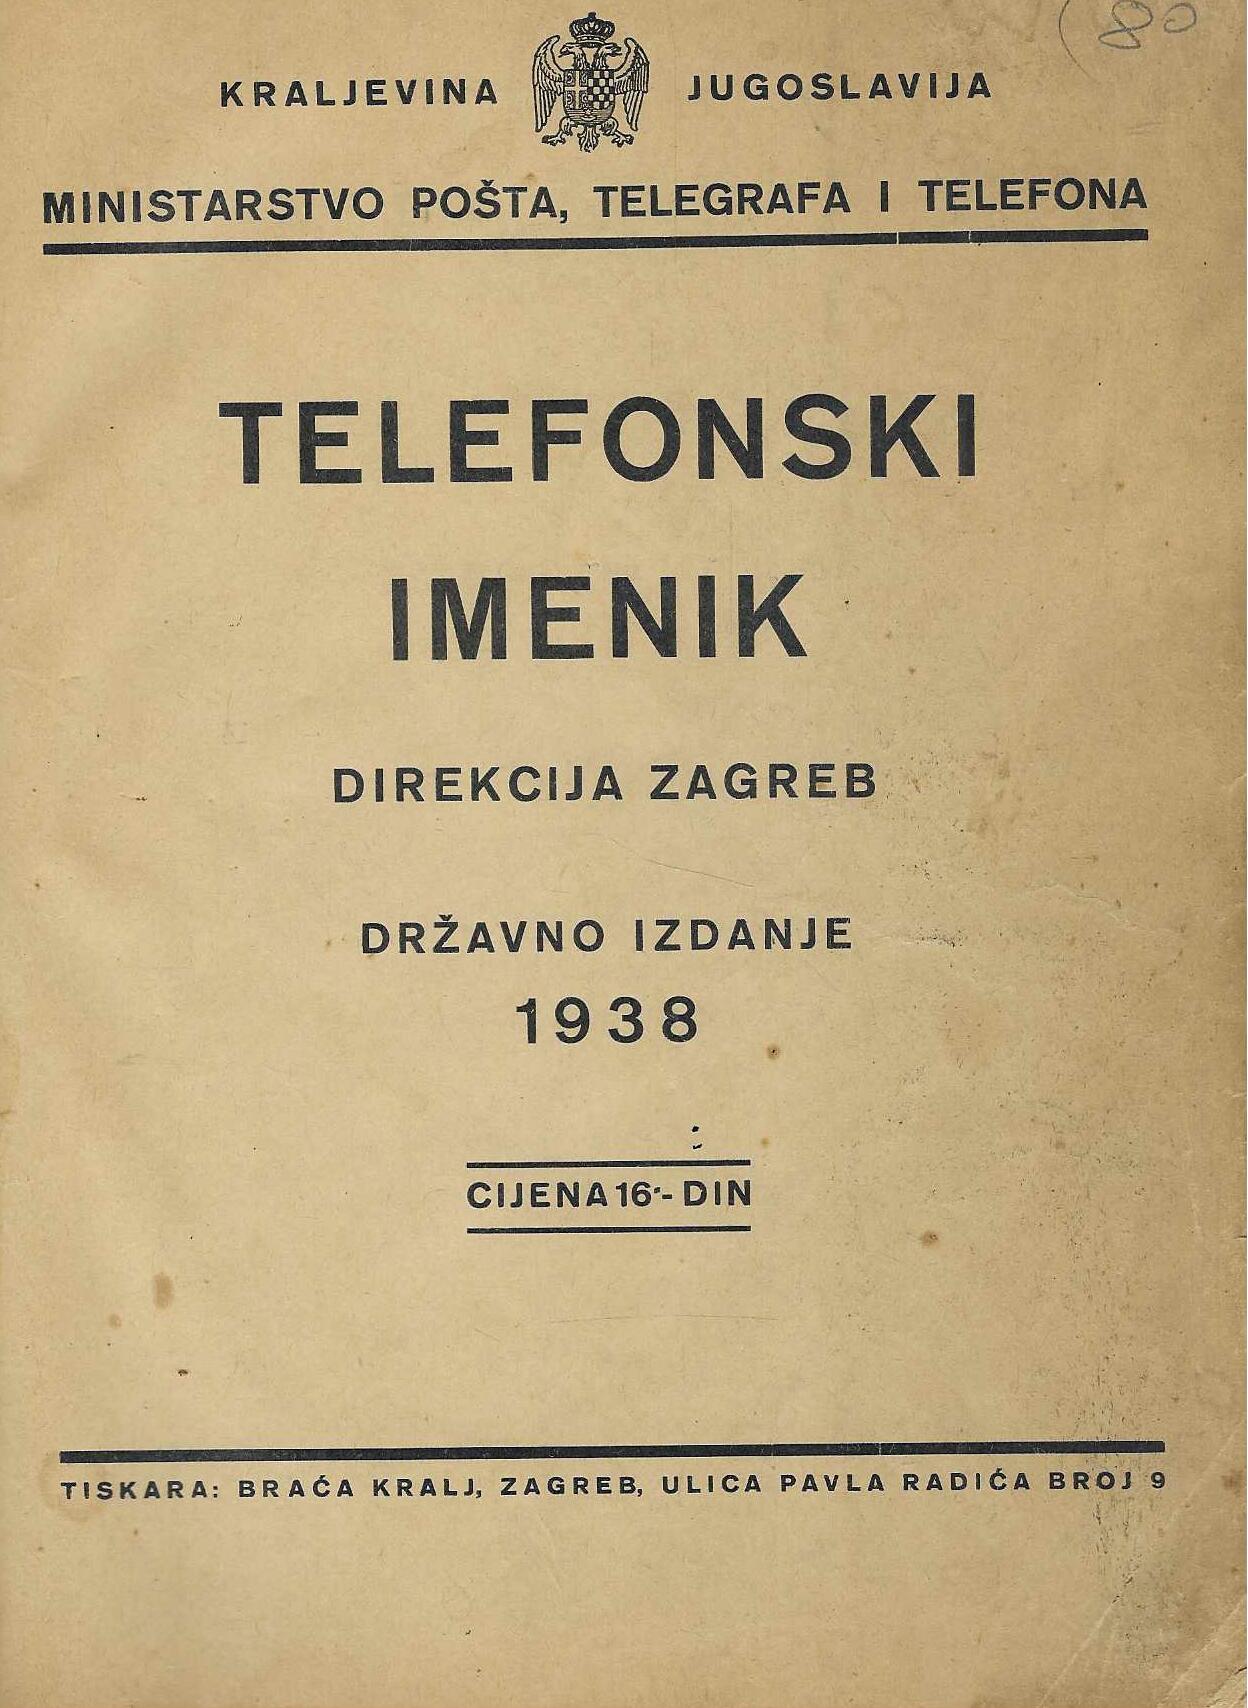 (80
KRALJEVINA JUGOSLAVIJA
MINISTARSTVO POŠTA, TELEGRAFA I TELEFONA
TELEFONSKI
IMENIK
DIREKCIJA ZAGREB
DRŽAVNO IZDANJE
1938
CIJENA 16·- DIN
TISKARA: BRAĆA KRALJ, ZAGREB, ULICA PAVLA RADIĆA BROJ 9